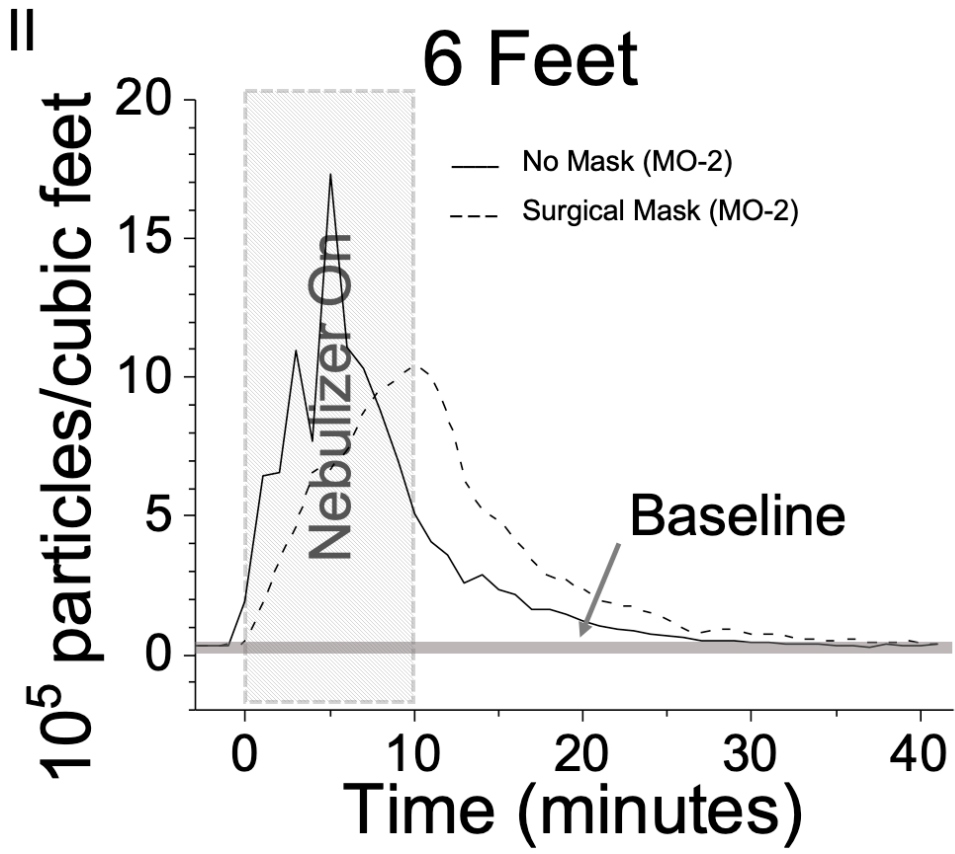 II
6 Feet
20
15
10
5
0
10⁵ particles/cubic feet
No Mask (MO-2)
Surgical Mask (MO-2)
Nebulizer On
Baseline
0 10 20 30 40
Time (minutes)